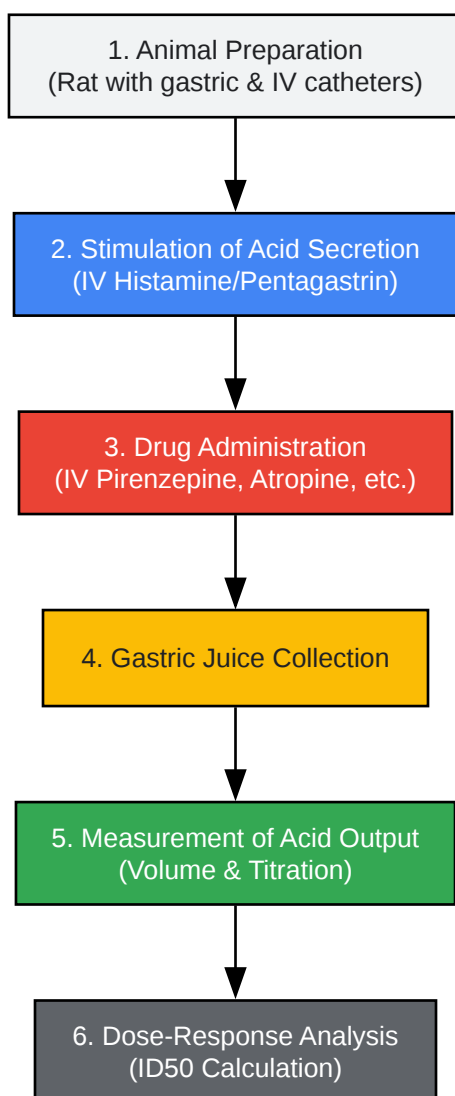 1. Animal Preparation
(Rat with gastric & IV catheters)
2. Stimulation of Acid Secretion
(IV Histamine/Pentagastrin)
3. Drug Administration
(IV Pirenzepine, Atropine, etc.)
4. Gastric Juice Collection
5. Measurement of Acid Output
(Volume & Titration)
6. Dose-Response Analysis
(ID50 Calculation)